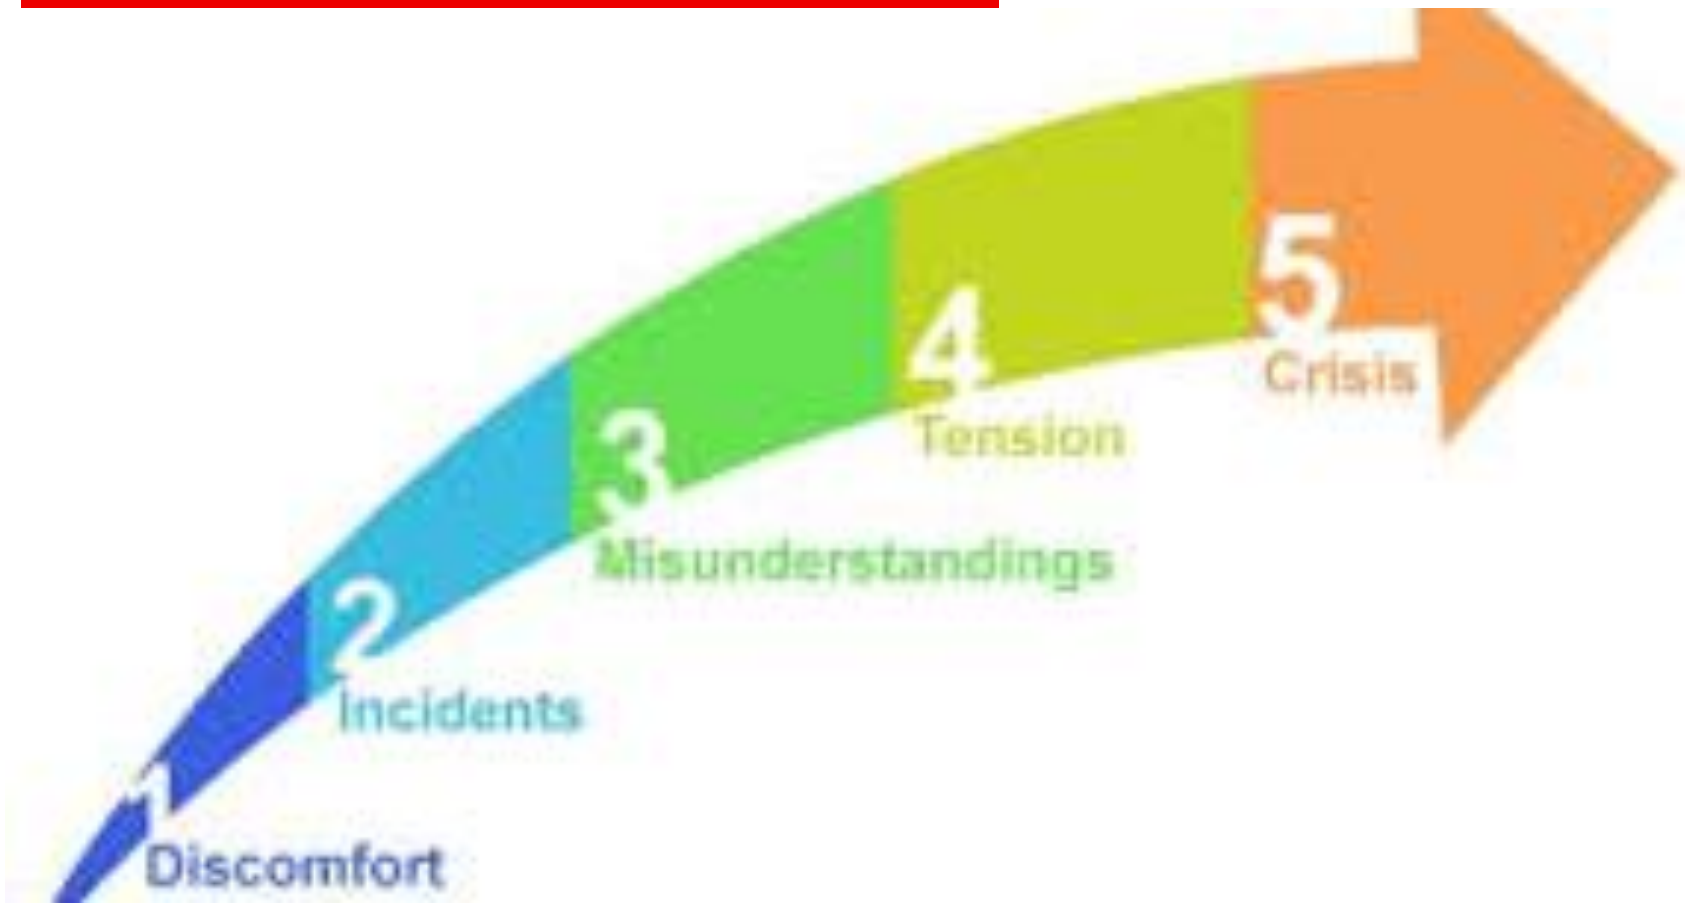 1
Discomfort
2
Incidents
3
Misunderstandings
4
Tension
5
Crisis